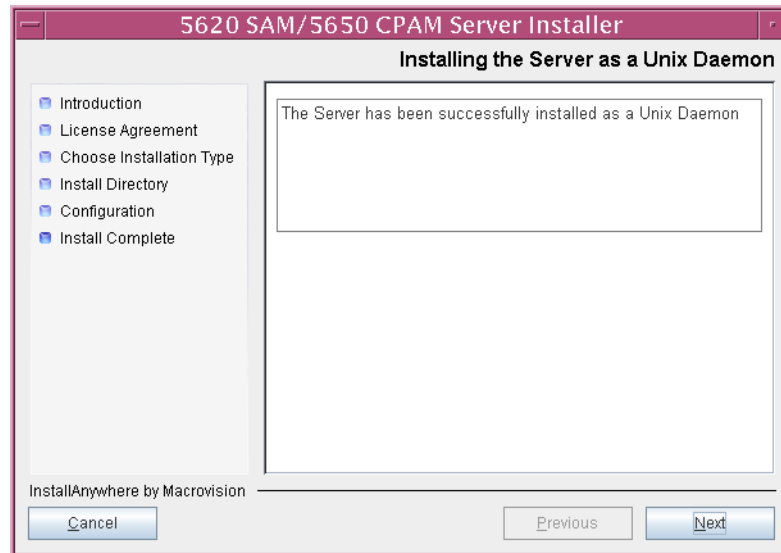 5620 SAM/5650 CPAM Server Installer
Installing the Server as a Unix Daemon
Introduction
License Agreement
Choose Installation Type
Install Directory
Configuration
Install Complete
The Server has been successfully installed as a Unix Daemon
InstallAnywhere by Macrovision
Cancel
Previous
Next